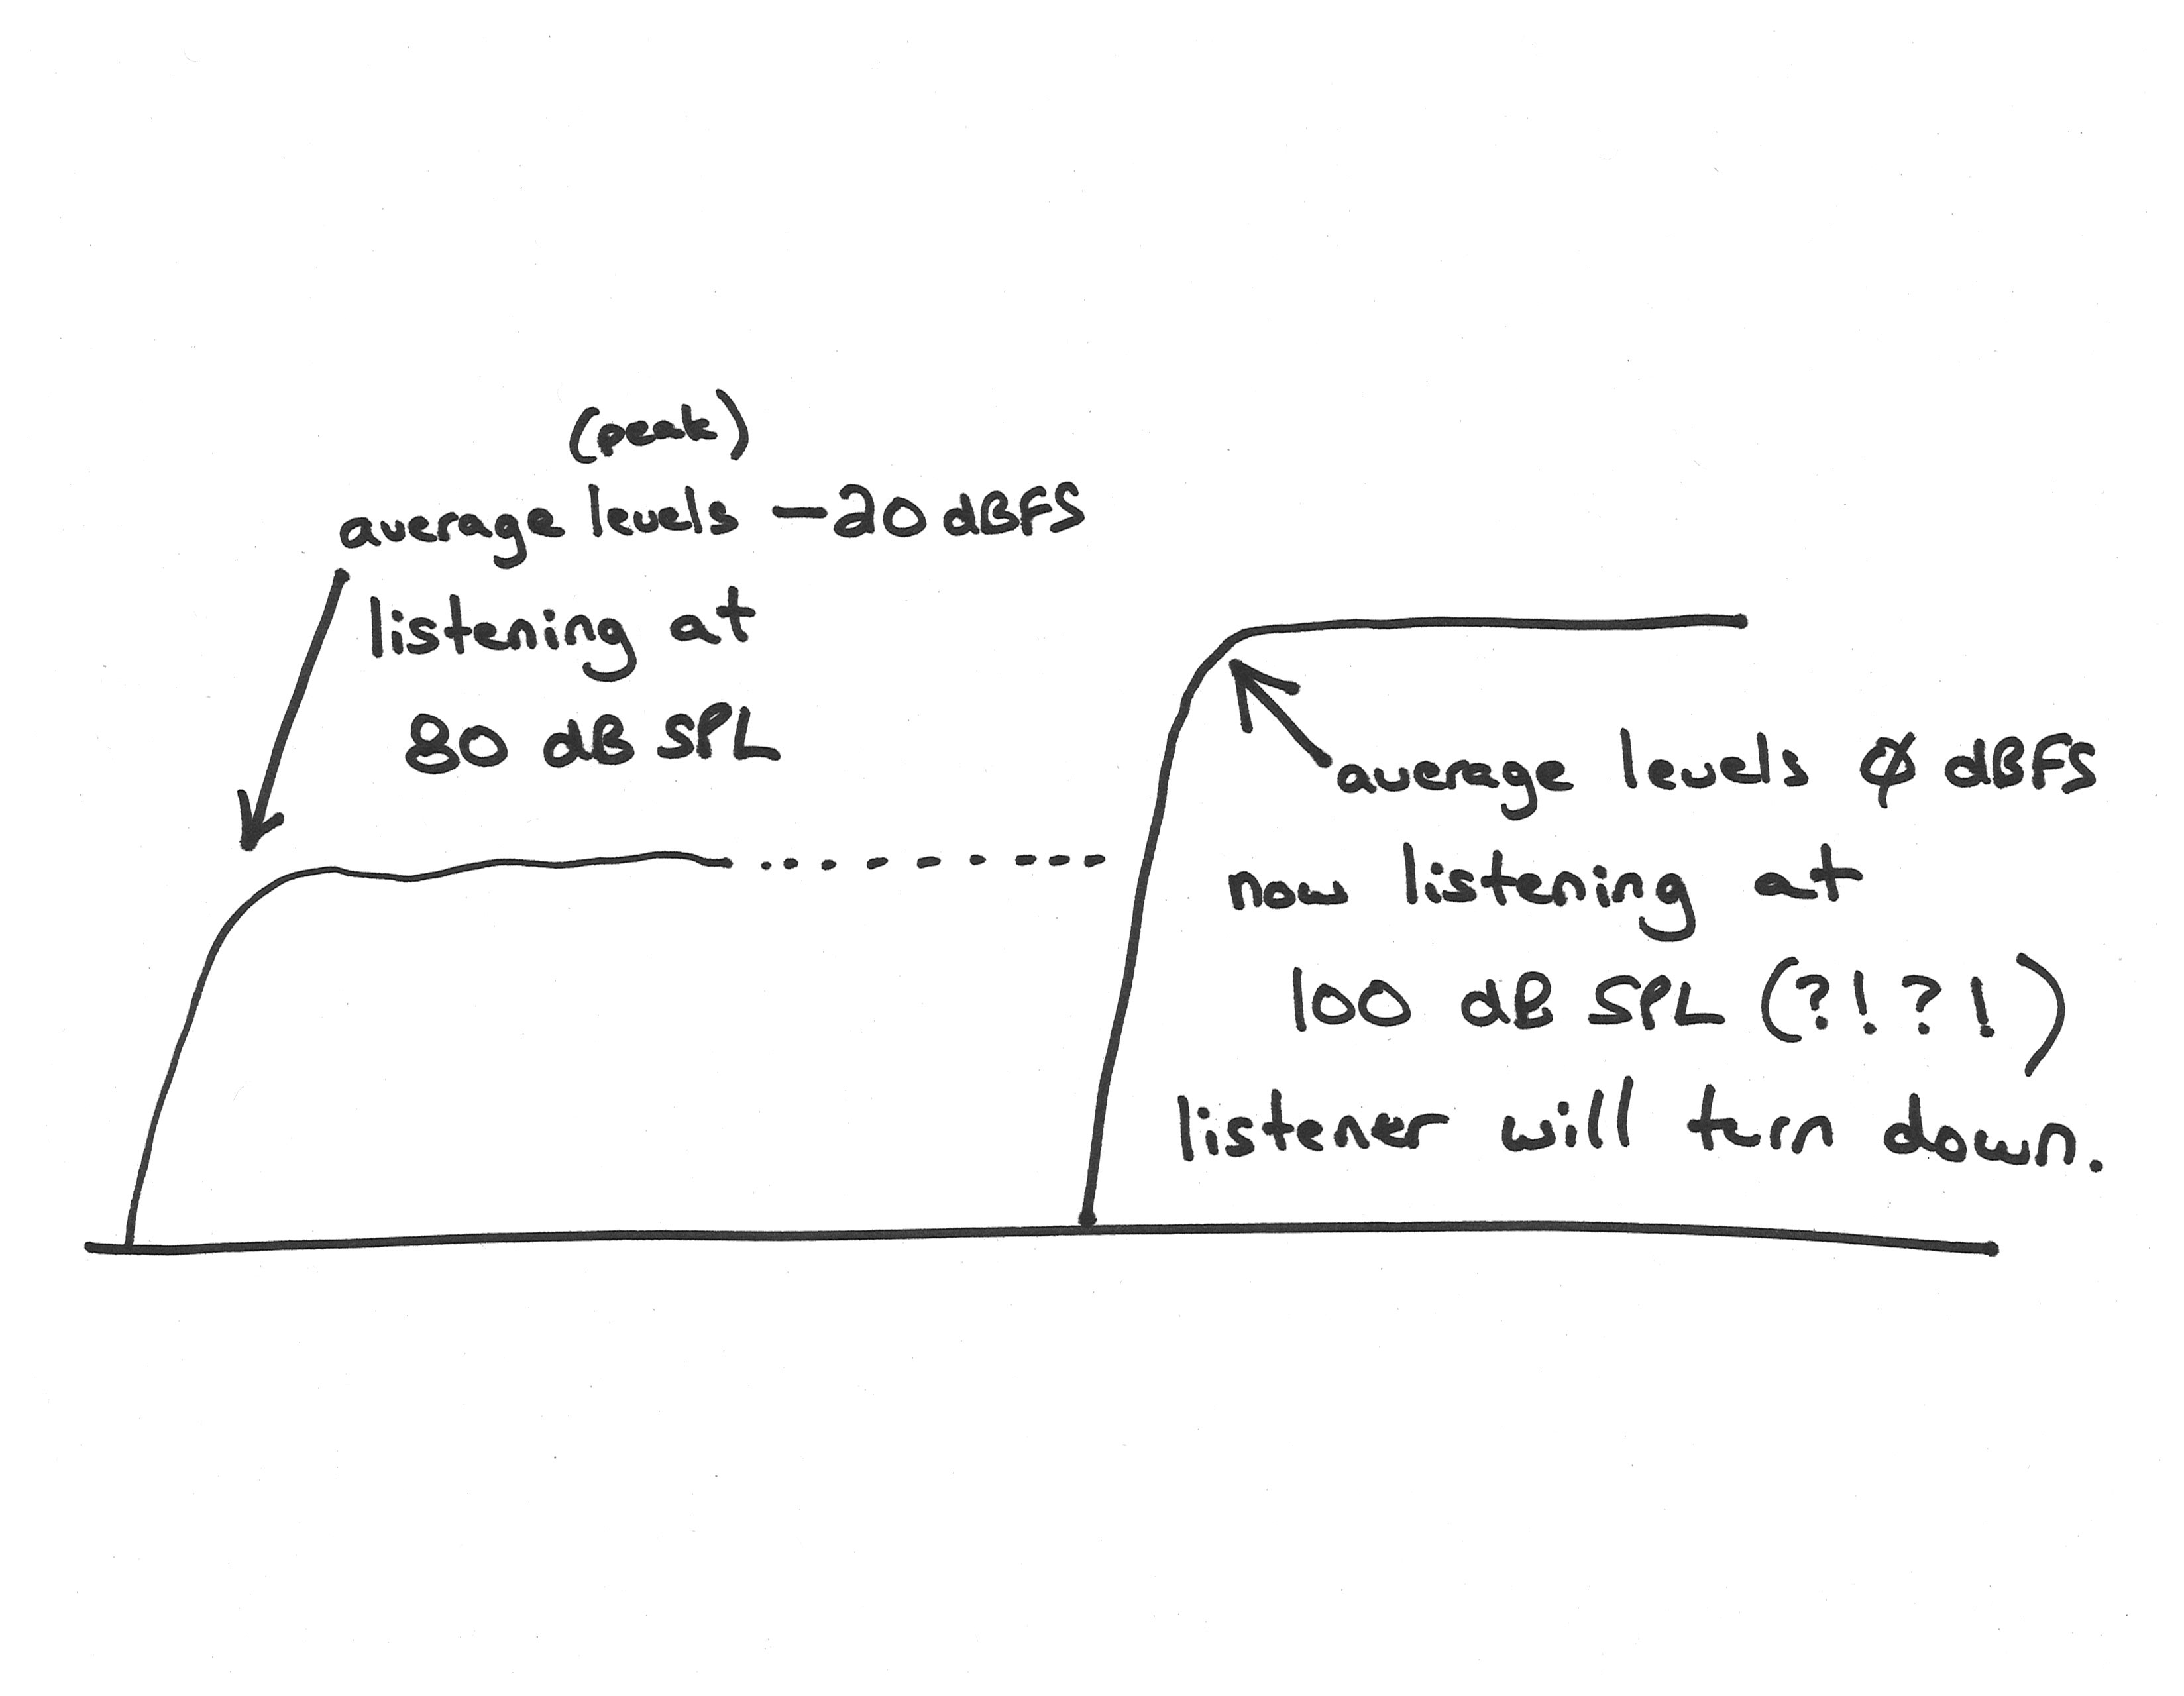 (peak)
average levels -20 dBFS
listening at
80 dB SPL
average levels Ø dBFS
now listening at
100 dB SPL (?!?!)
listener will turn down.